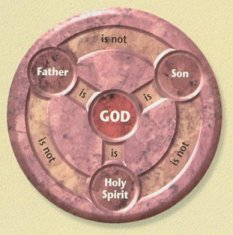 is not
Father
Son
is
is
GOD
is not
is
is not
Holy
Spirit